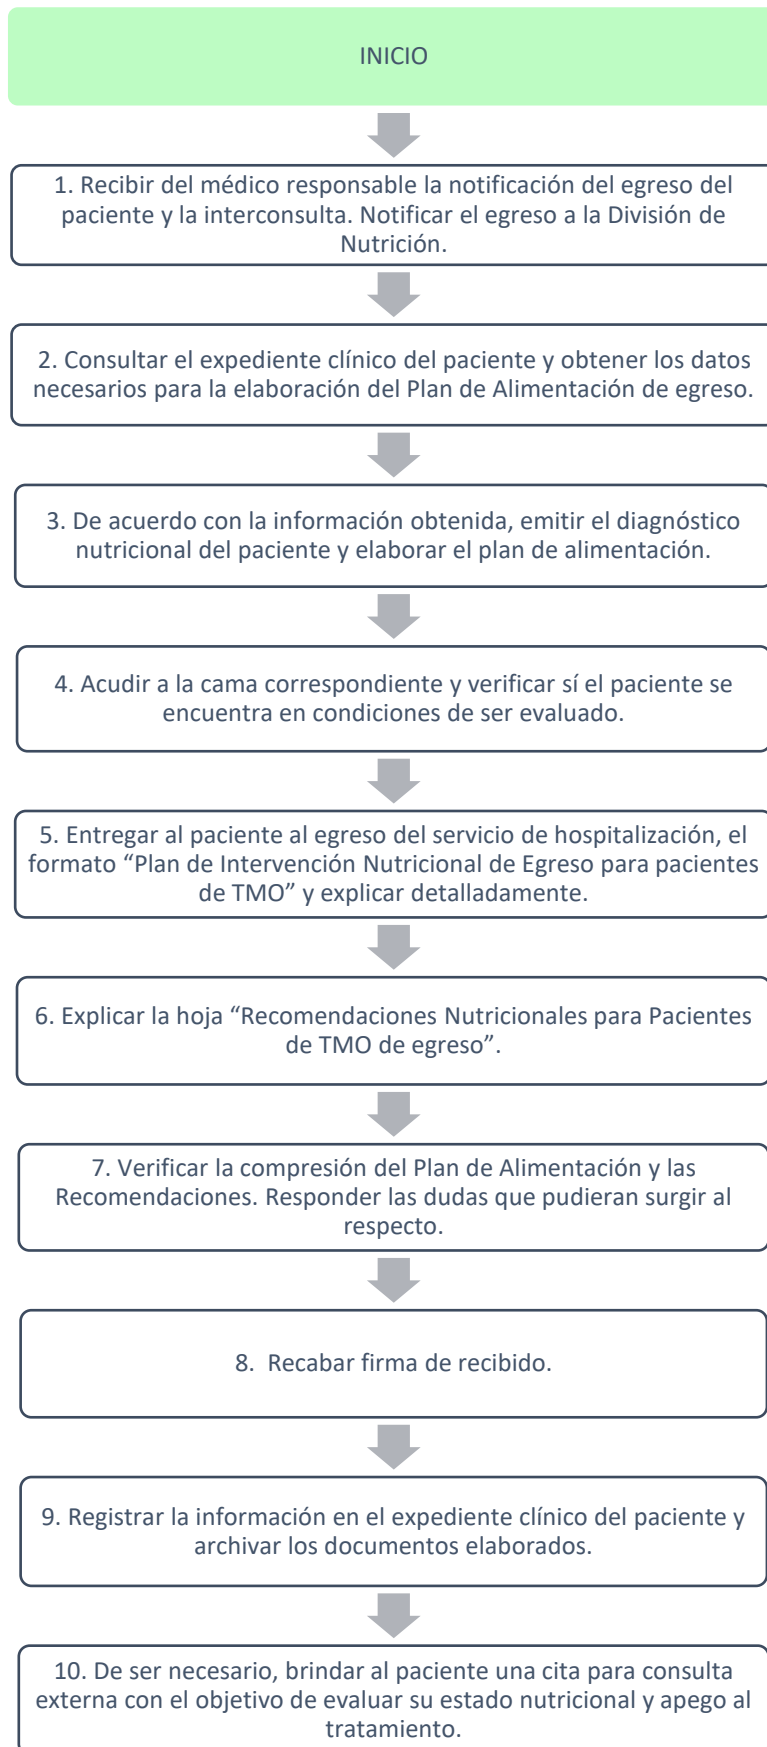 INICIO
1. Recibir del médico responsable la notificación del egreso del
paciente y la interconsulta. Notificar el egreso a la División de
Nutrición.
2. Consultar el expediente clínico del paciente y obtener los datos
necesarios para la elaboración del Plan de Alimentación de egreso.
3. De acuerdo con la información obtenida, emitir el diagnóstico
nutricional del paciente y elaborar el plan de alimentación.
4. Acudir a la cama correspondiente y verificar sí el paciente se
encuentra en condiciones de ser evaluado.
5. Entregar al paciente al egreso del servicio de hospitalización, el
formato “Plan de Intervención Nutricional de Egreso para pacientes
de TMO” y explicar detalladamente.
6. Explicar la hoja “Recomendaciones Nutricionales para Pacientes
de TMO de egreso”.
7. Verificar la compresión del Plan de Alimentación y las
Recomendaciones. Responder las dudas que pudieran surgir al
respecto.
8. Recabar firma de recibido.
9. Registrar la información en el expediente clínico del paciente y
archivar los documentos elaborados.
10. De ser necesario, brindar al paciente una cita para consulta
externa con el objetivo de evaluar su estado nutricional y apego al
tratamiento.